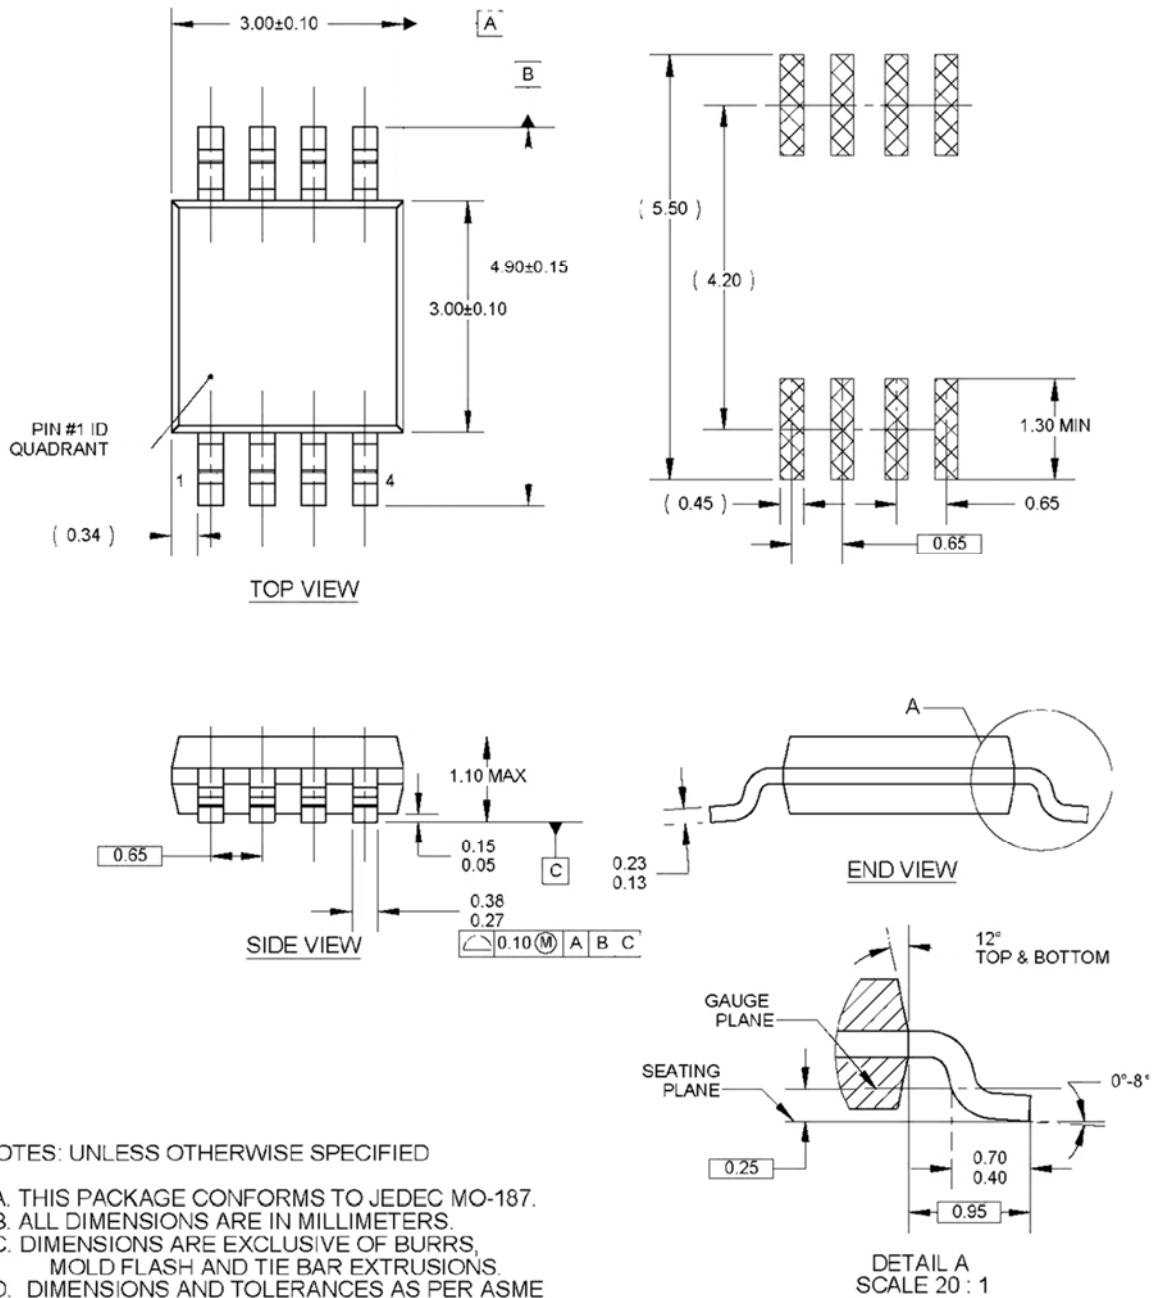 3.00±0.10
A
B
( 5.50 )
( 4.20 )
4.90±0.15
3.00±0.10
PIN #1 ID
QUADRANT
1
4
( 0.34 )
1.30 MIN
( 0.45 )
0.65
0.65
TOP VIEW
A
1.10 MAX
0.65
0.15
0.05
C
0.23
0.13
END VIEW
0.38
0.27
SIDE VIEW
0.10 Ⓜ A B C
12°
TOP & BOTTOM
GAUGE
PLANE
SEATING
PLANE
0°-8°
0.25
0.70
0.40
0.95
DETAIL A
SCALE 20 : 1
OTES: UNLESS OTHERWISE SPECIFIED
A. THIS PACKAGE CONFORMS TO JEDEC MO-187.
B. ALL DIMENSIONS ARE IN MILLIMETERS.
C. DIMENSIONS ARE EXCLUSIVE OF BURRS,
MOLD FLASH AND TIE BAR EXTRUSIONS.
D. DIMENSIONS AND TOLERANCES AS PER ASME